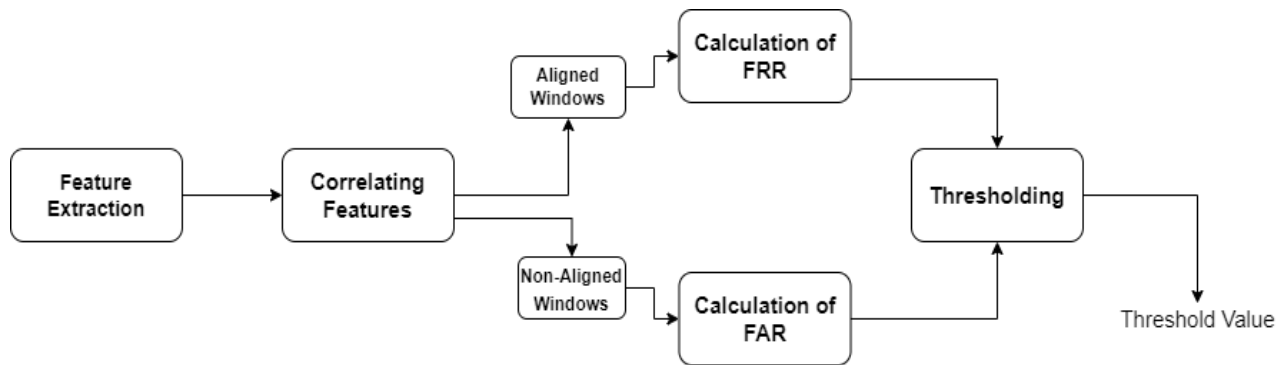 Feature
Extraction
Correlating
Features
Aligned
Windows
Non-Aligned
Windows
Calculation of
FRR
Calculation of
FAR
Thresholding
Threshold Value